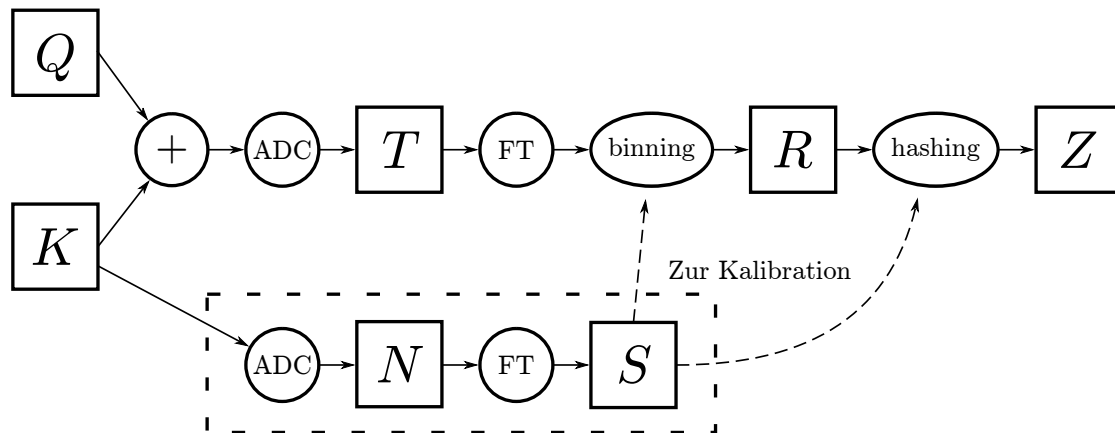 Q
+ ADC T FT binning R hashing Z
K
Zur Kalibration
ADC N FT S